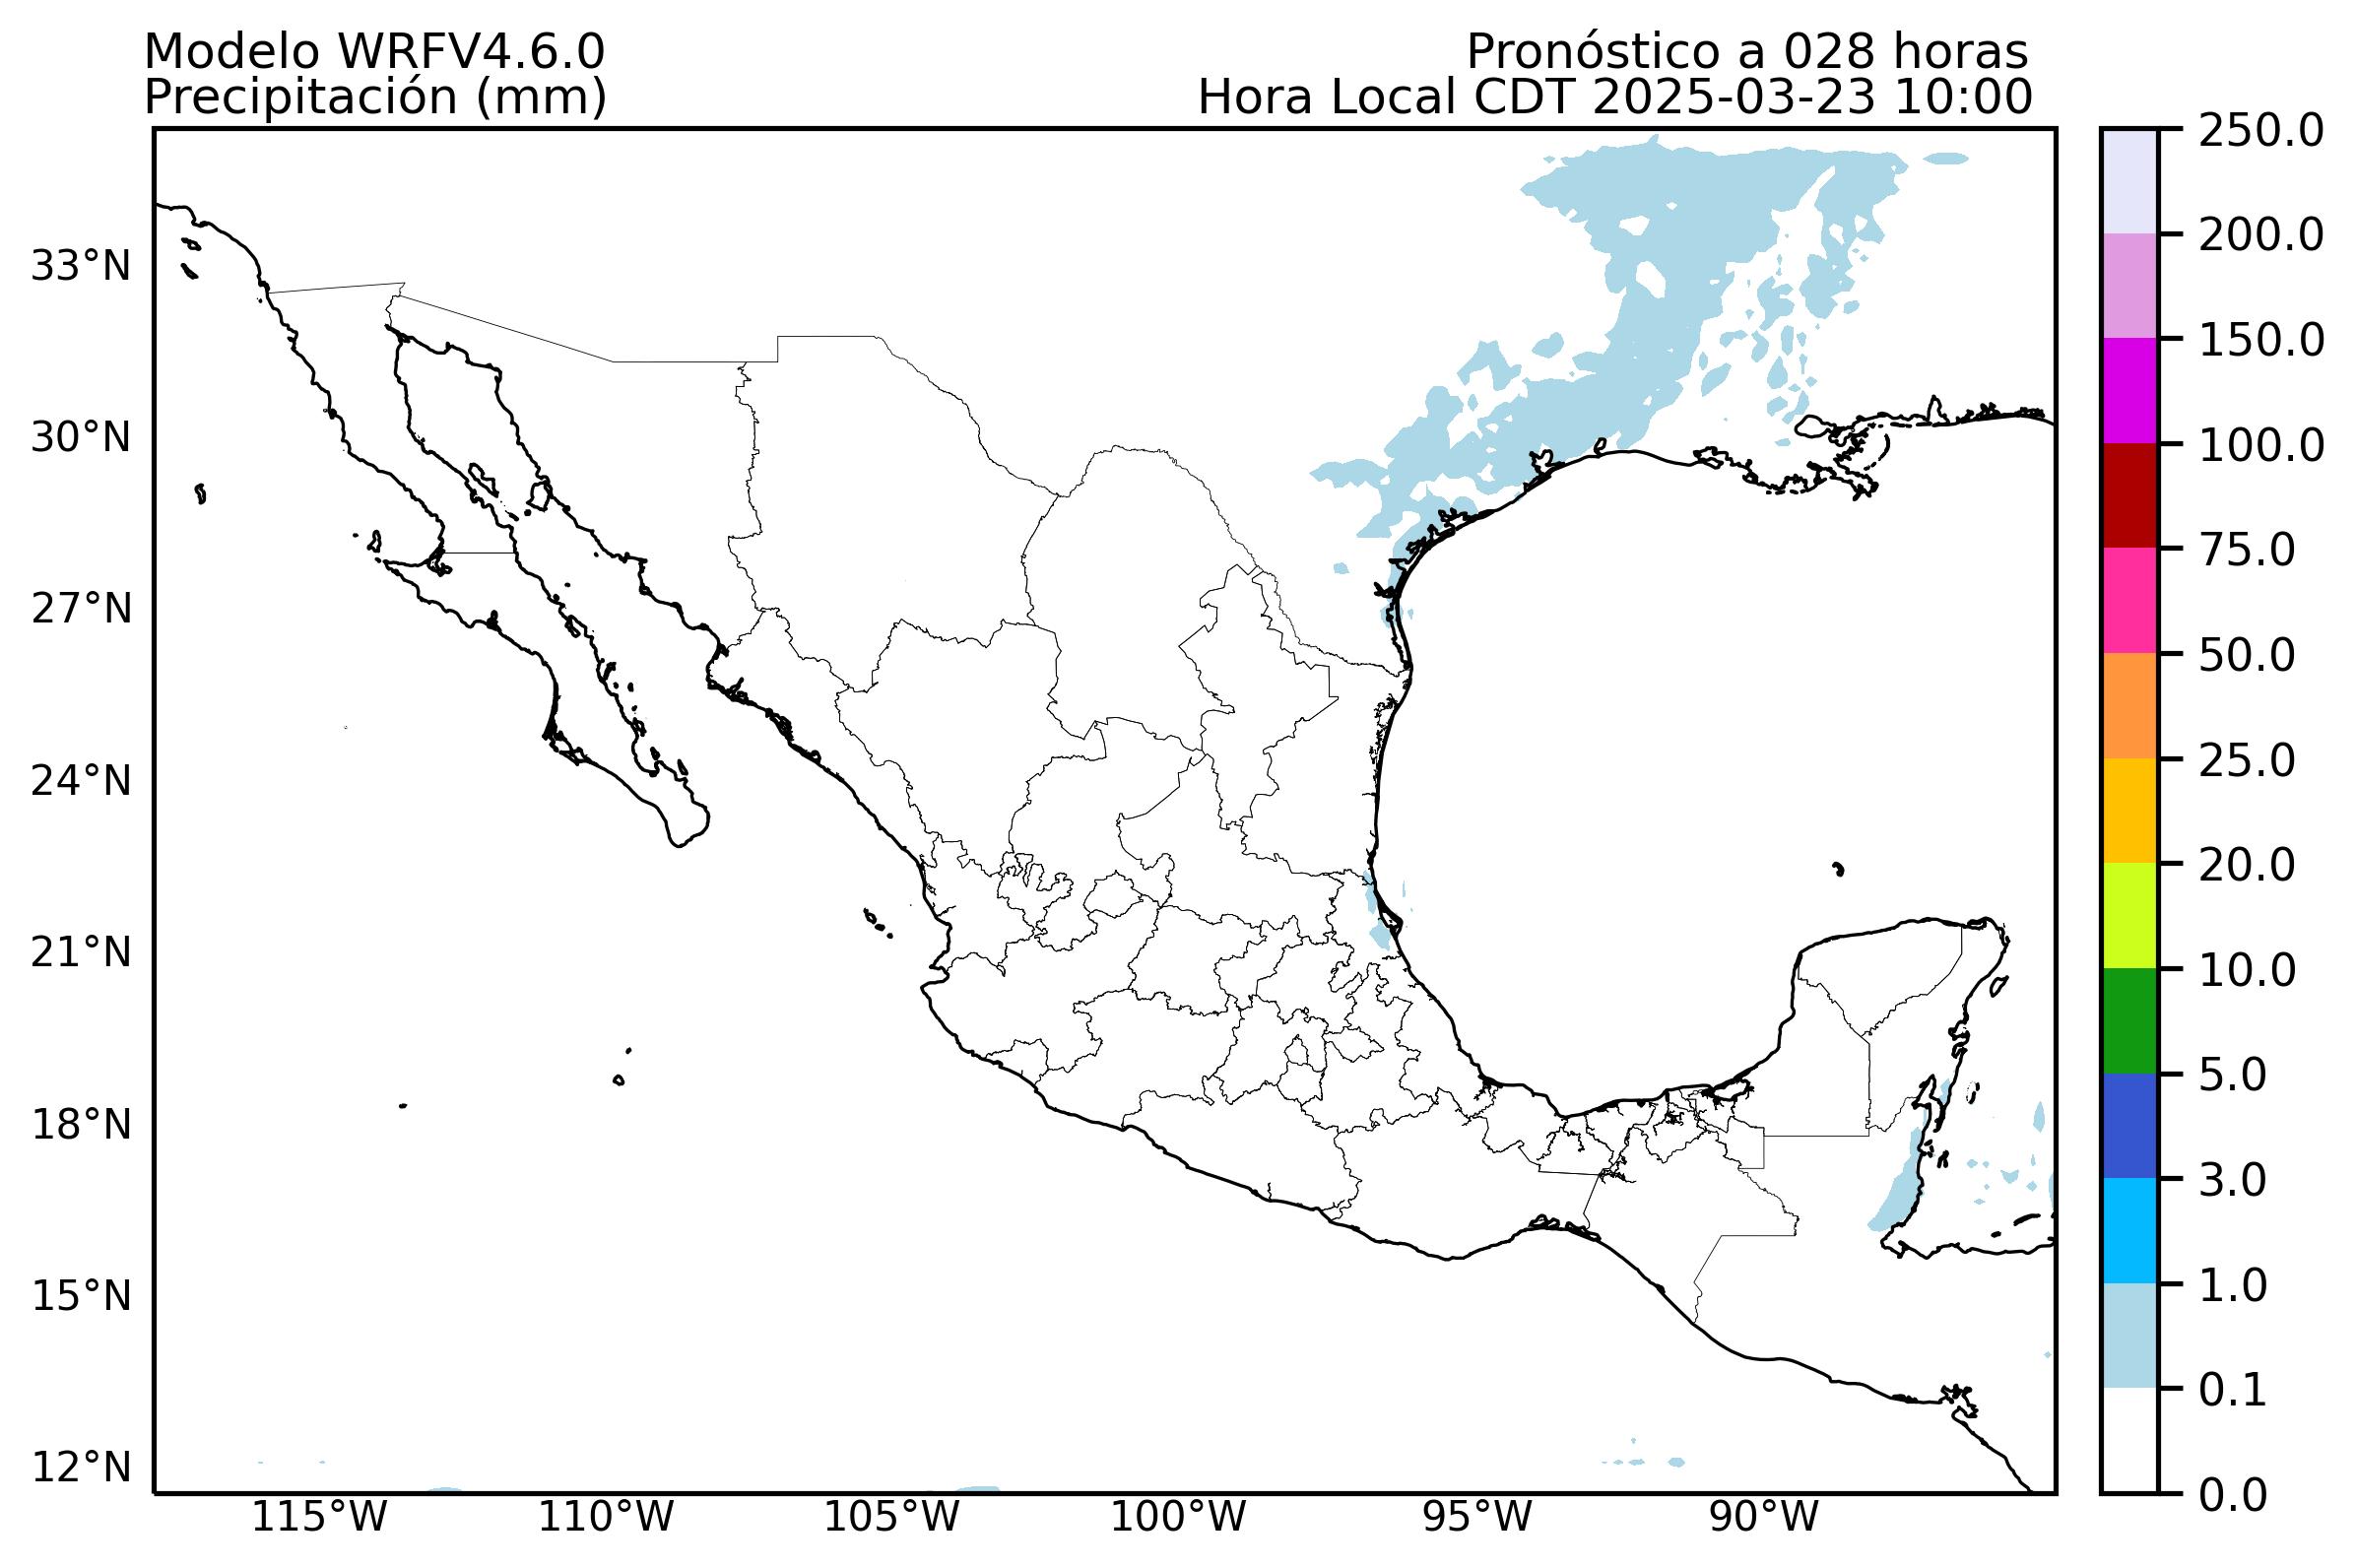 Modelo WRFV4.6.0
Precipitación (mm)
Pronóstico a 028 horas
Hora Local CDT 2025-03-23 10:00
33°N
30°N
27°N
24°N
21°N
18°N
15°N
12°N
115°W
110°W
105°W
100°W
95°W
90°W
250.0
200.0
150.0
100.0
75.0
50.0
25.0
20.0
10.0
5.0
3.0
1.0
0.1
0.0